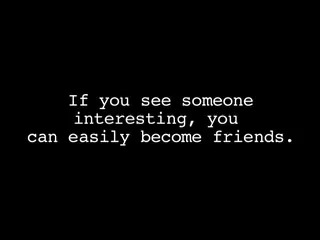 If you see someone
interesting, you
can easily become friends.